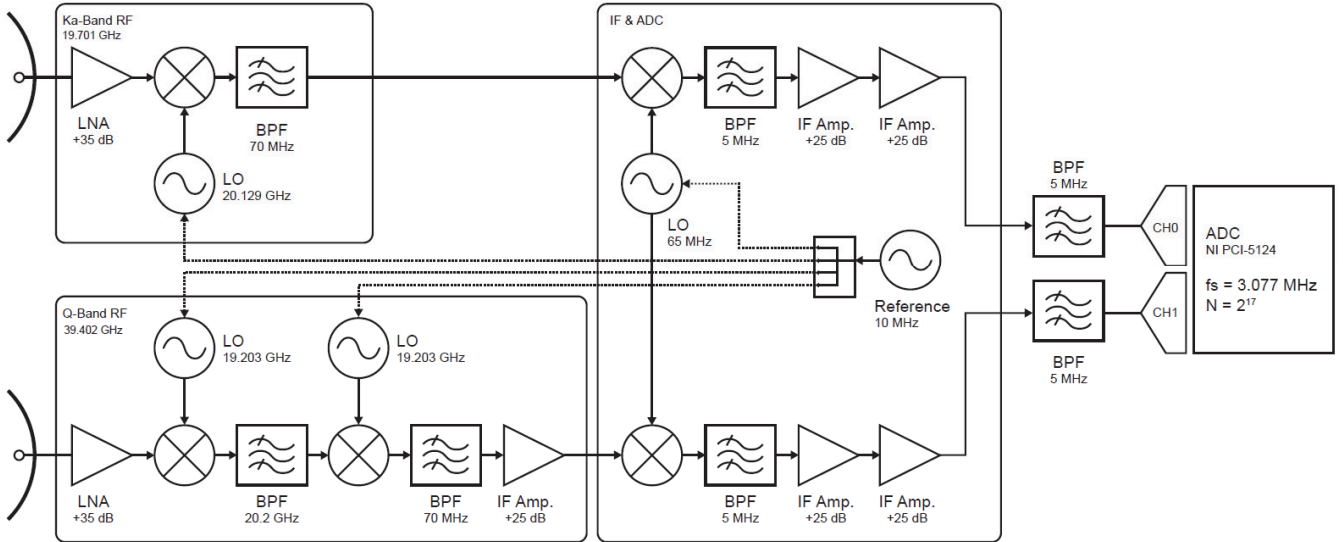 Ka-Band RF
19.701 GHz
LNA
+35 dB
BPF
70 MHz
LO
20.129 GHz
IF & ADC
BPF
5 MHz
IF Amp.
+25 dB
IF Amp.
+25 dB
LO
65 MHz
Reference
10 MHz
BPF
5 MHz
CH0
ADC
NI PCI-5124
fs = 3.077 MHz
N = 2¹⁷
CH1
BPF
5 MHz
Q-Band RF
39.402 GHz
LO
19.203 GHz
LO
19.203 GHz
LNA
+35 dB
BPF
20.2 GHz
BPF
70 MHz
IF Amp.
+25 dB
BPF
5 MHz
IF Amp.
+25 dB
IF Amp.
+25 dB